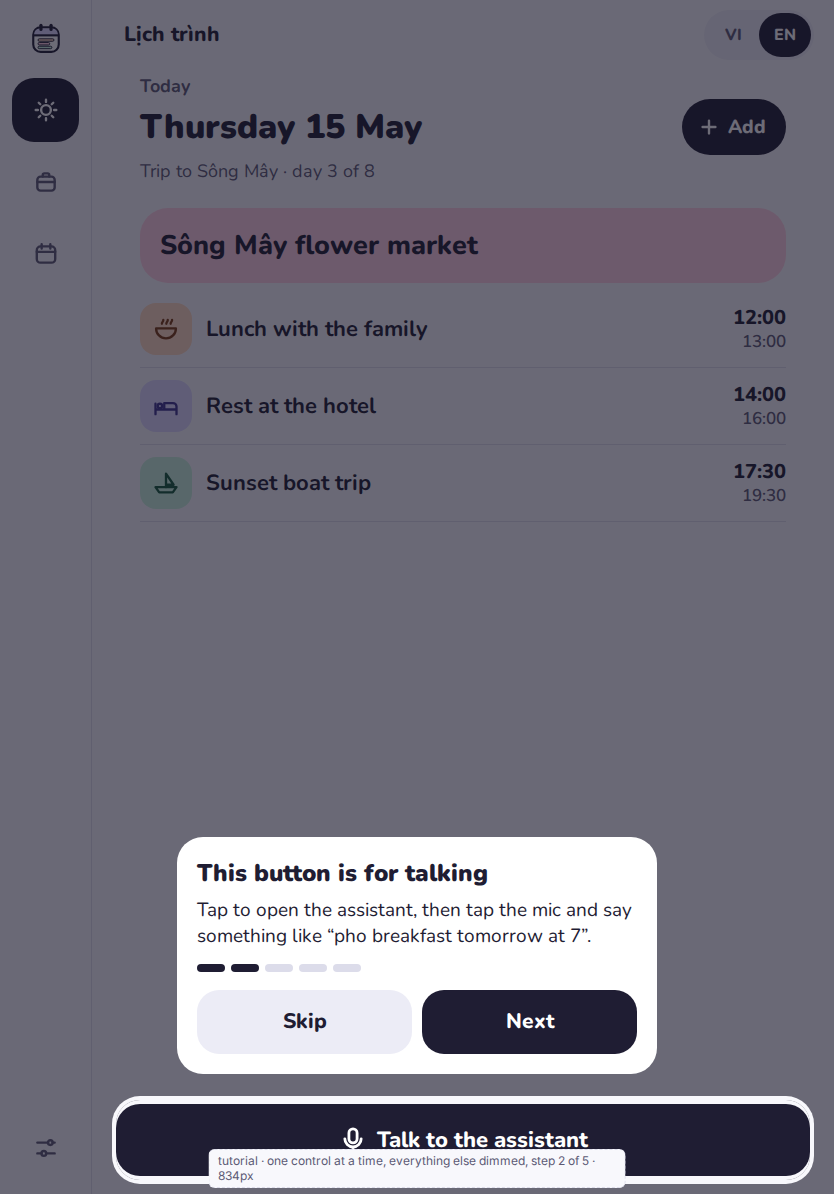 Lịch trình
VI
EN
Today
Thursday 15 May
Add
Trip to Sông Mây · day 3 of 8
Sông Mây flower market
Lunch with the family
12:00
13:00
Rest at the hotel
14:00
16:00
Sunset boat trip
17:30
19:30
This button is for talking
Tap to open the assistant, then tap the mic and say
something like “pho breakfast tomorrow at 7”.
Skip
Next
Talk to the assistant
tutorial · one control at a time, everything else dimmed, step 2 of 5 ·
834px